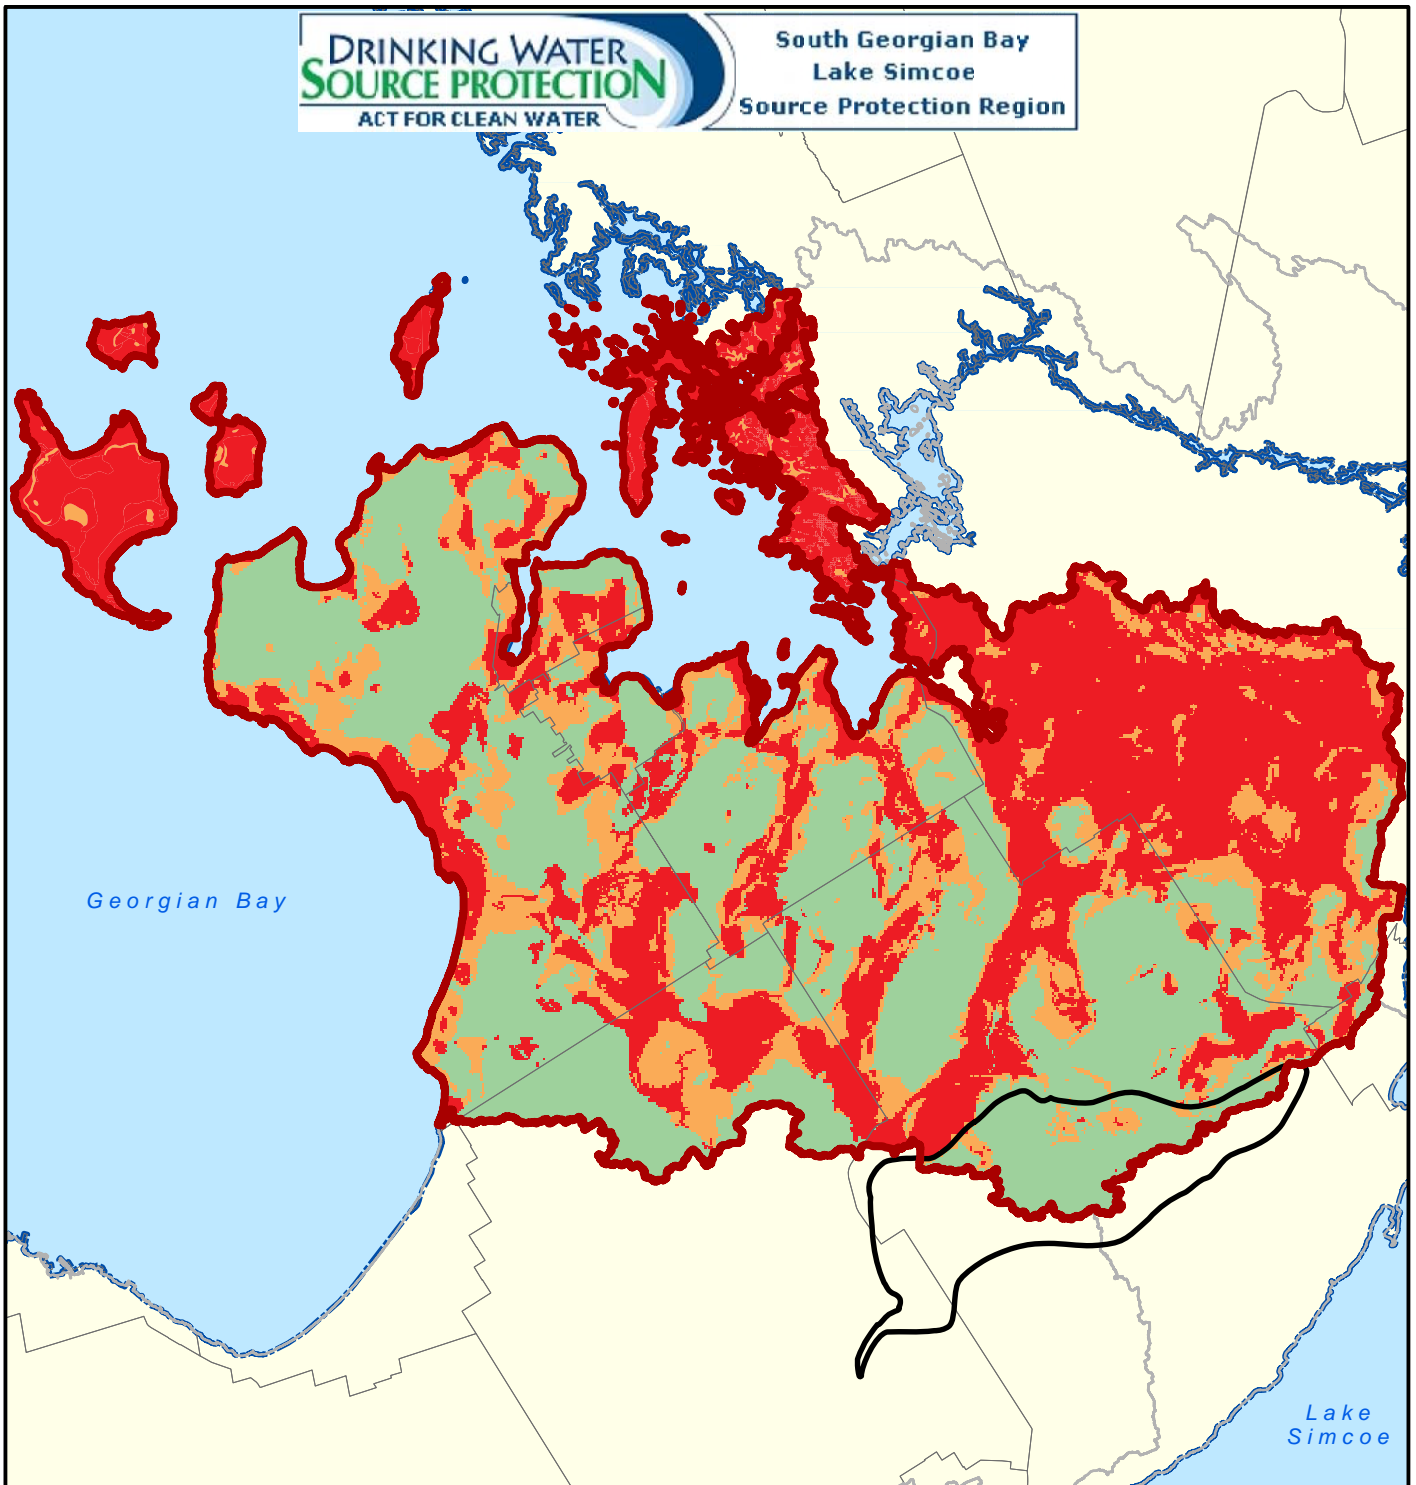 DRINKING WATER
SOURCE PROTECTION
ACT FOR CLEAN WATER
South Georgian Bay
Lake Simcoe
Source Protection Region
Georgian Bay
Lake
Simcoe